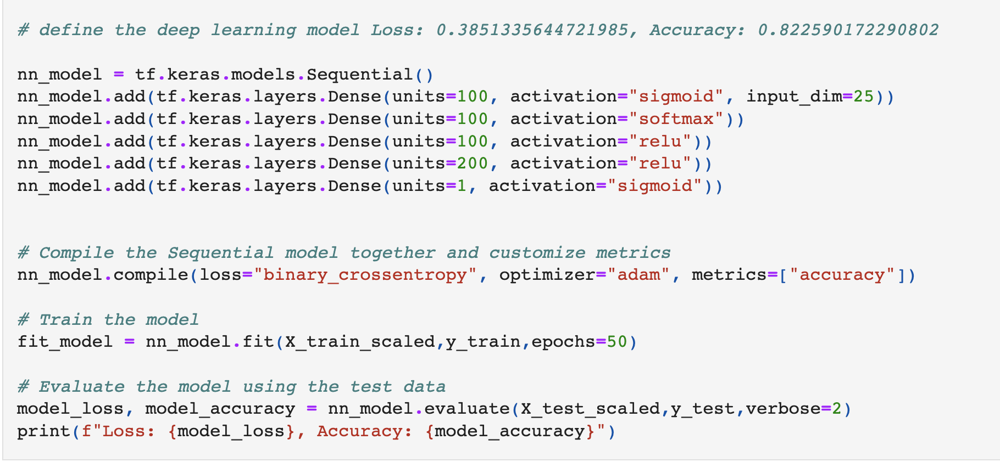 # define the deep learning model Loss: 0.3851335644721985, Accuracy: 0.822590172290802
nn_model = tf.keras.models.Sequential()
nn_model.add(tf.keras.layers.Dense(units=100, activation="sigmoid", input_dim=25))
nn_model.add(tf.keras.layers.Dense(units=100, activation="softmax"))
nn_model.add(tf.keras.layers.Dense(units=100, activation="relu"))
nn_model.add(tf.keras.layers.Dense(units=200, activation="relu"))
nn_model.add(tf.keras.layers.Dense(units=1, activation="sigmoid"))
# Compile the Sequential model together and customize metrics
nn_model.compile(loss="binary_crossentropy", optimizer="adam", metrics=["accuracy"])
# Train the model
fit_model = nn_model.fit(X_train_scaled,y_train,epochs=50)
# Evaluate the model using the test data
model_loss, model_accuracy = nn_model.evaluate(X_test_scaled,y_test,verbose=2)
print(f"Loss: {model_loss}, Accuracy: {model_accuracy}")